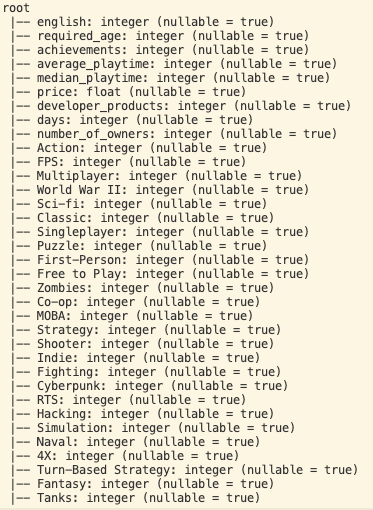 root
 |-- english: integer (nullable = true)
 |-- required_age: integer (nullable = true)
 |-- achievements: integer (nullable = true)
 |-- average_playtime: integer (nullable = true)
 |-- median_playtime: integer (nullable = true)
 |-- price: float (nullable = true)
 |-- developer_products: integer (nullable = true)
 |-- days: integer (nullable = true)
 |-- number_of_owners: integer (nullable = true)
 |-- Action: integer (nullable = true)
 |-- FPS: integer (nullable = true)
 |-- Multiplayer: integer (nullable = true)
 |-- World War II: integer (nullable = true)
 |-- Sci-fi: integer (nullable = true)
 |-- Classic: integer (nullable = true)
 |-- Singleplayer: integer (nullable = true)
 |-- Puzzle: integer (nullable = true)
 |-- First-Person: integer (nullable = true)
 |-- Free to Play: integer (nullable = true)
 |-- Zombies: integer (nullable = true)
 |-- Co-op: integer (nullable = true)
 |-- MOBA: integer (nullable = true)
 |-- Strategy: integer (nullable = true)
 |-- Shooter: integer (nullable = true)
 |-- Indie: integer (nullable = true)
 |-- Fighting: integer (nullable = true)
 |-- Cyberpunk: integer (nullable = true)
 |-- RTS: integer (nullable = true)
 |-- Hacking: integer (nullable = true)
 |-- Simulation: integer (nullable = true)
 |-- Naval: integer (nullable = true)
 |-- 4X: integer (nullable = true)
 |-- Turn-Based Strategy: integer (nullable = true)
 |-- Fantasy: integer (nullable = true)
 |-- Tanks: integer (nullable = true)